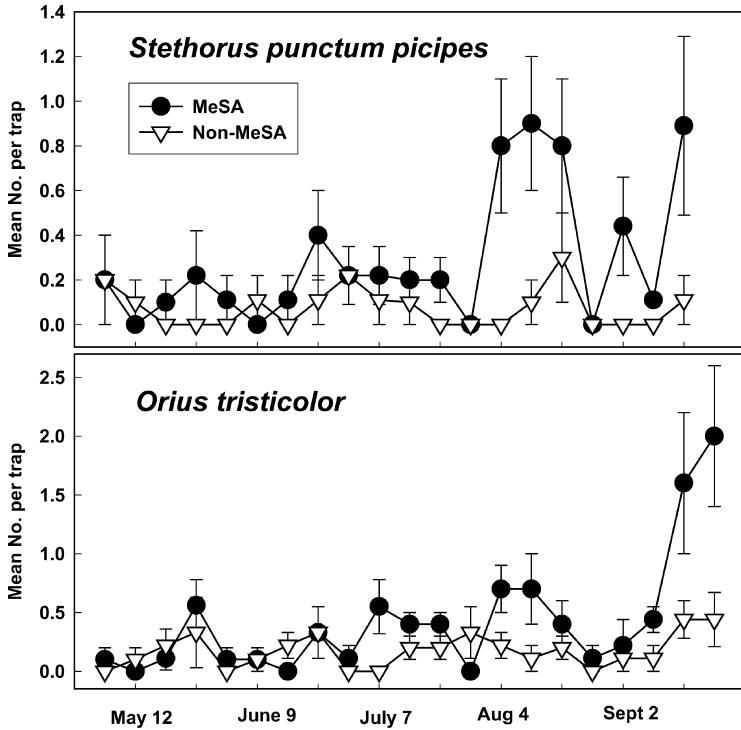 Stethorus punctum picipes
MeSA
Non-MeSA
Mean No. per trap
1.4
1.2
1.0
0.8
0.6
0.4
0.2
0.0
Orius tristicolor
Mean No. per trap
2.5
2.0
1.5
1.0
0.5
0.0
May 12 June 9 July 7 Aug 4 Sept 2